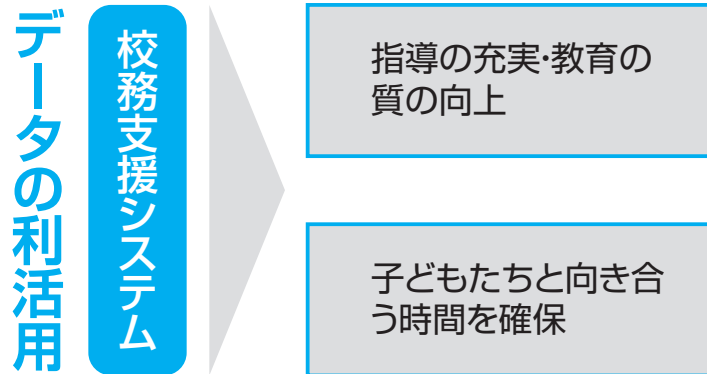 データの利活用
校務支援システム
指導の充実・教育の
質の向上
子どもたちと向き合
う時間を確保